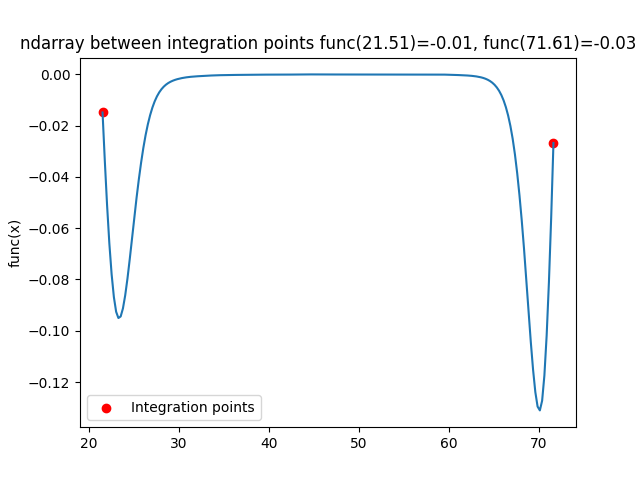 ndarray between integration points func(21.51)=-0.01, func(71.61)=-0.03
0.00
−0.02
−0.04
−0.06
−0.08
−0.10
−0.12
func(x)
Integration points
20 30 40 50 60 70